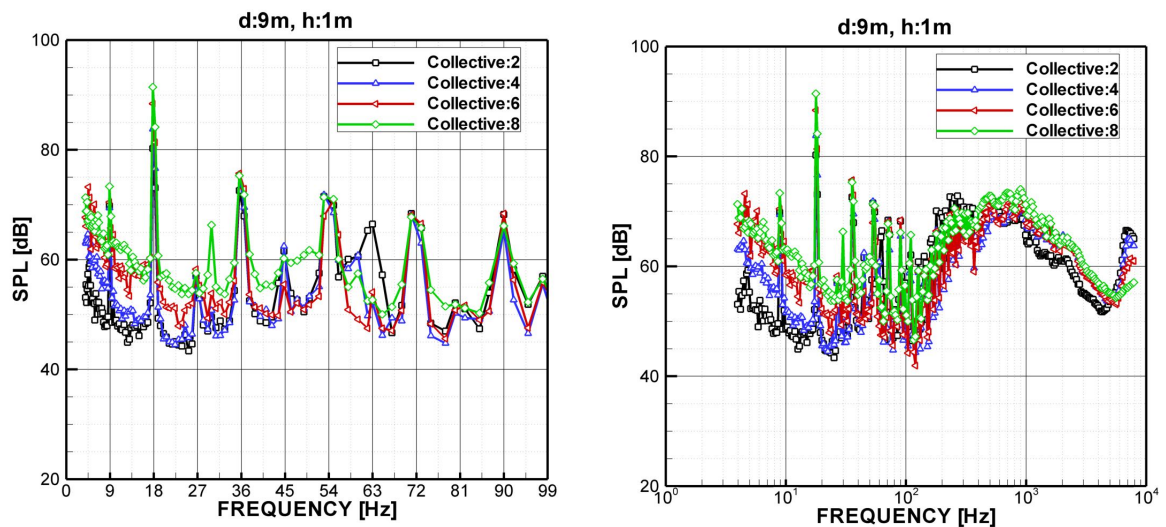 d:9m, h:1m
100
80
60
40
20
SPL [dB]
Collective:2
Collective:4
Collective:6
Collective:8
0 9 18 27 36 45 54 63 72 81 90 99
FREQUENCY [Hz]
d:9m, h:1m
100
80
60
40
20
SPL [dB]
Collective:2
Collective:4
Collective:6
Collective:8
10⁰ 10¹ 10² 10³ 10⁴
FREQUENCY [Hz]